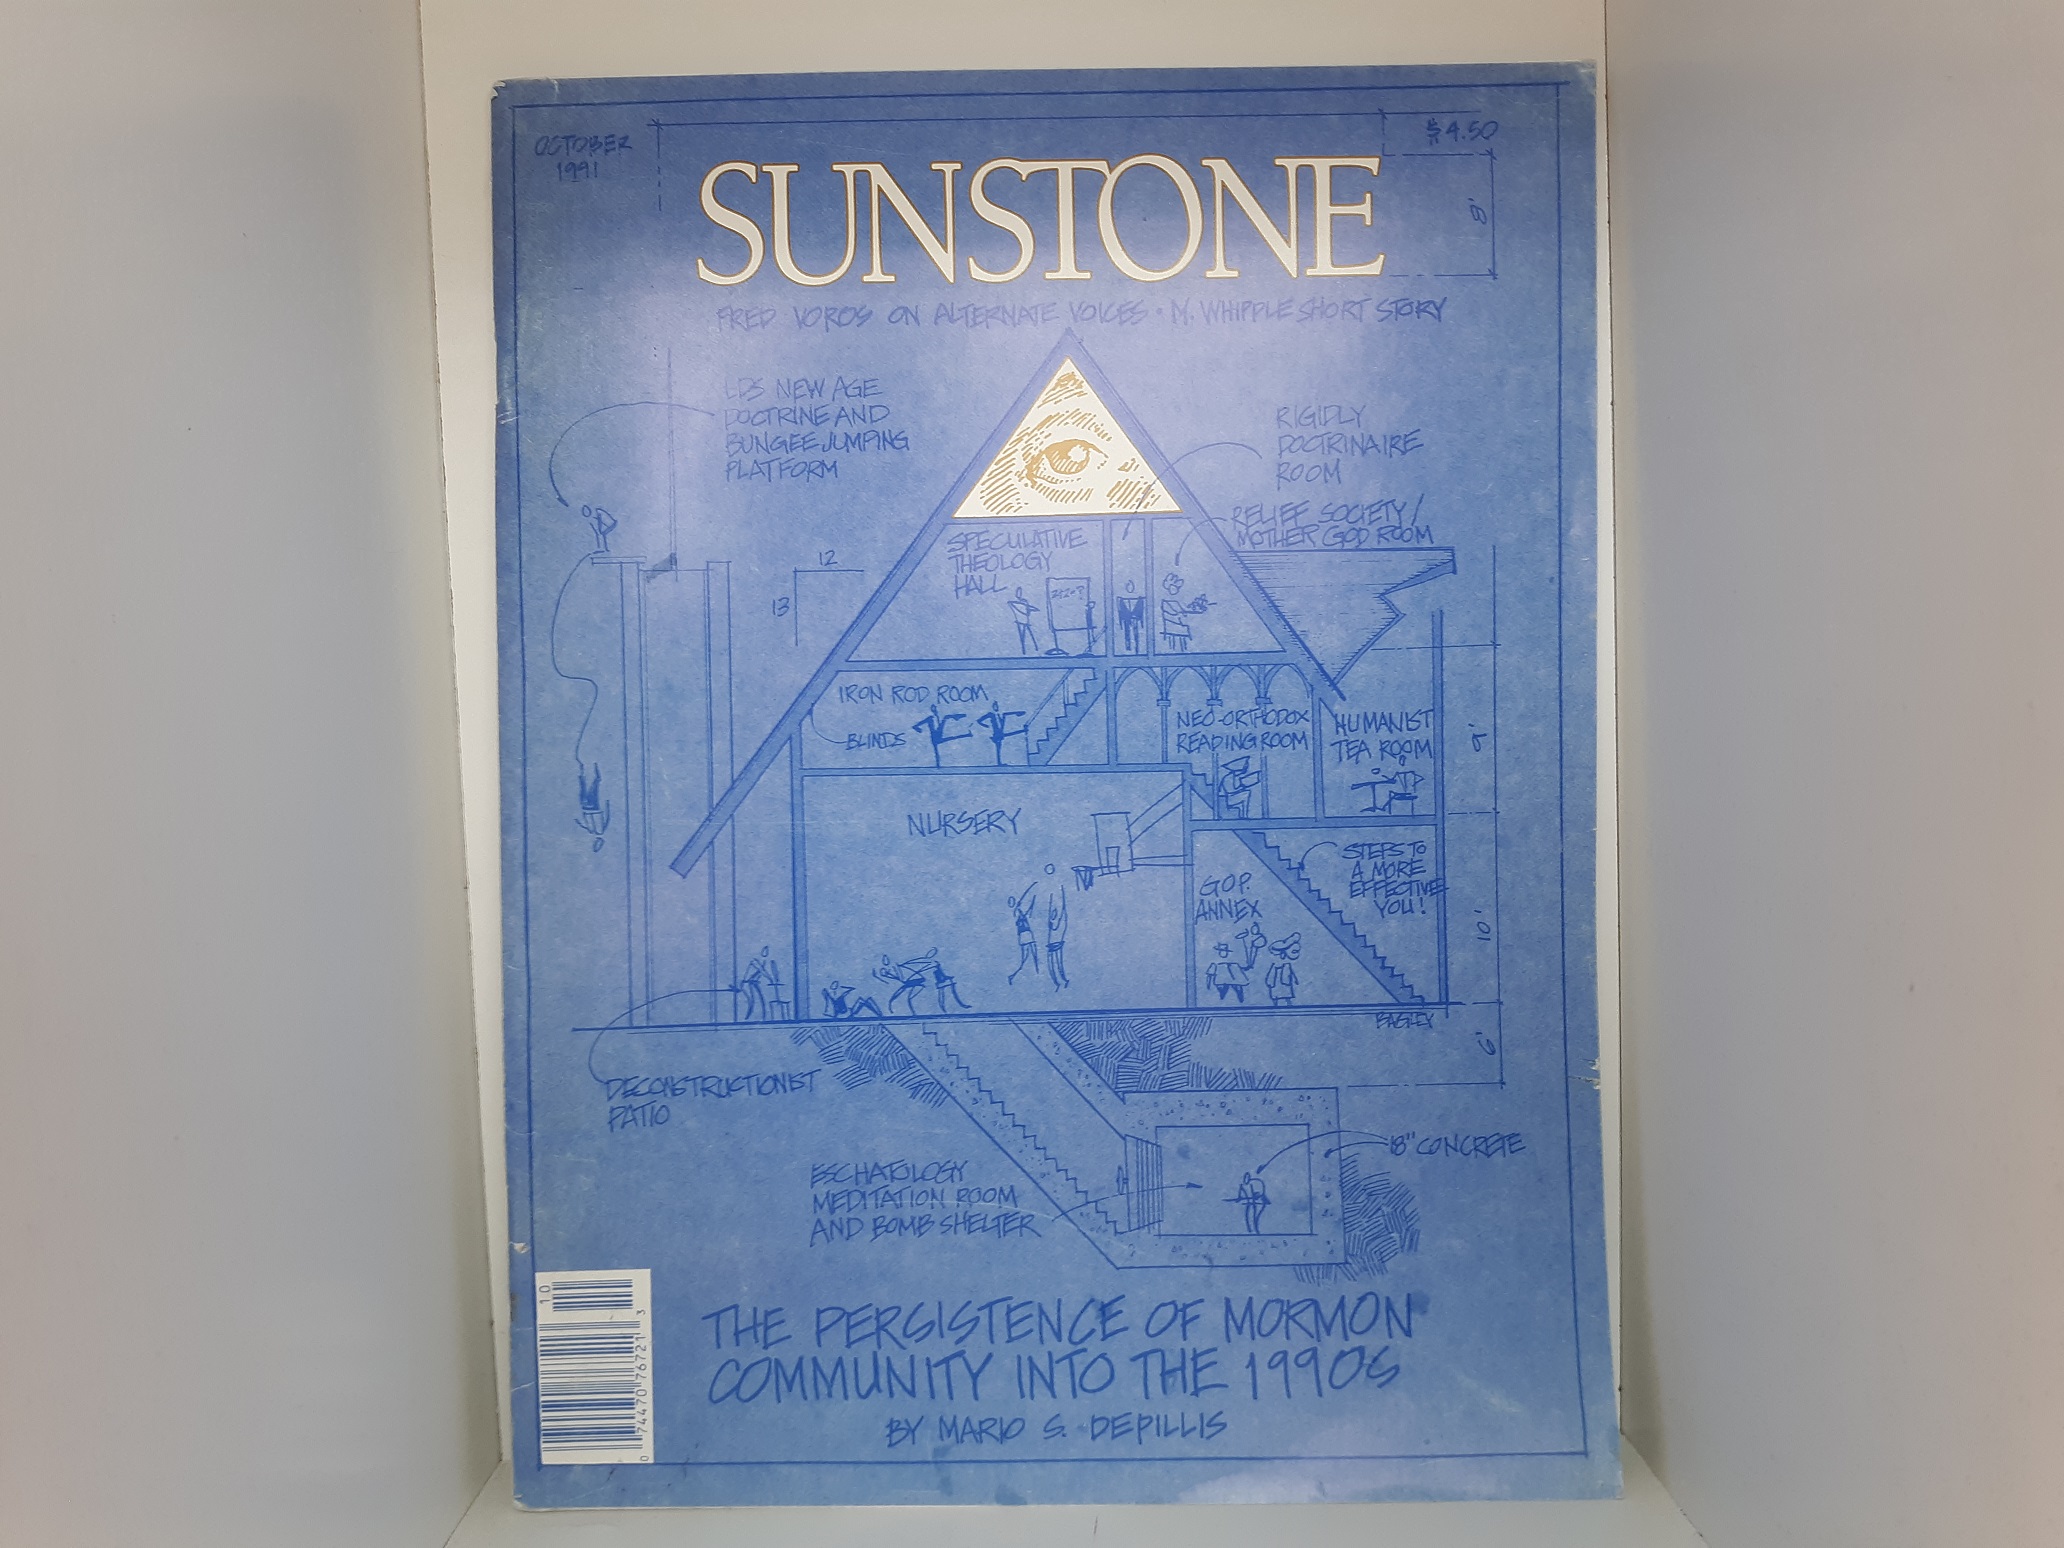 OCTOBER
1991
$4.50
SUNSTONE
8'
FRED VOROS ON ALTERNATE VOICES • M. WHIPPLE SHORT STORY
LDS NEW AGE
DOCTRINE AND
BUNGEE JUMPING
PLATFORM
RIGIDLY
DOCTRINAIRE
ROOM
RELIEF SOCIETY/
MOTHER GOD ROOM
SPECULATIVE
THEOLOGY
HALL
12
13
IRON ROD ROOM
BLINDS
NEO-ORTHODOX
READING ROOM
HUMANIST
TEA ROOM
9'
NURSERY
STEPS TO
A MORE
EFFECTIVE
YOU!
G.O.P.
ANNEX
10'
BAGLEY
6'
DECONSTRUCTIONIST
PATIO
18" CONCRETE
ESCHATOLOGY
MEDITATION ROOM
AND BOMB SHELTER
THE PERSISTENCE OF MORMON
COMMUNITY INTO THE 1990S
BY MARIO S. DEPILLIS
10
0 74470 76721 3